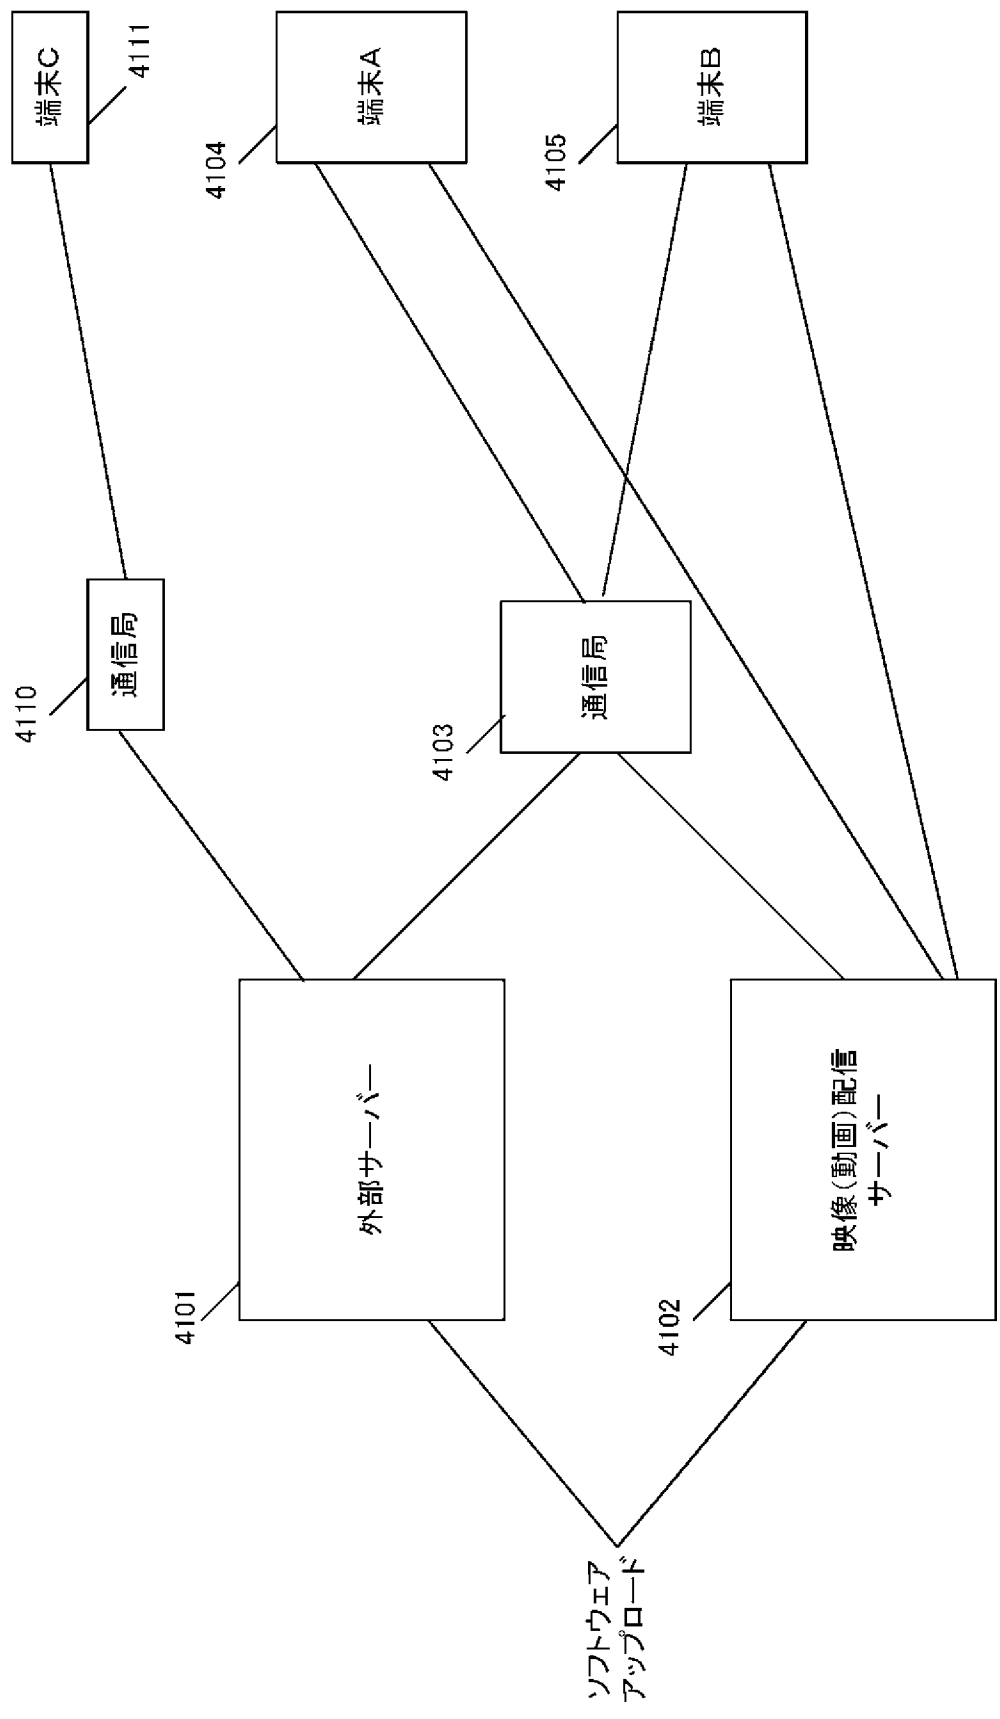 ソフトウェア
アップロード
4101
外部サーバー
4102
映像(動画)配信
サーバー
4110
通信局
4103
通信局
4111
端末C
4104
端末A
4105
端末B